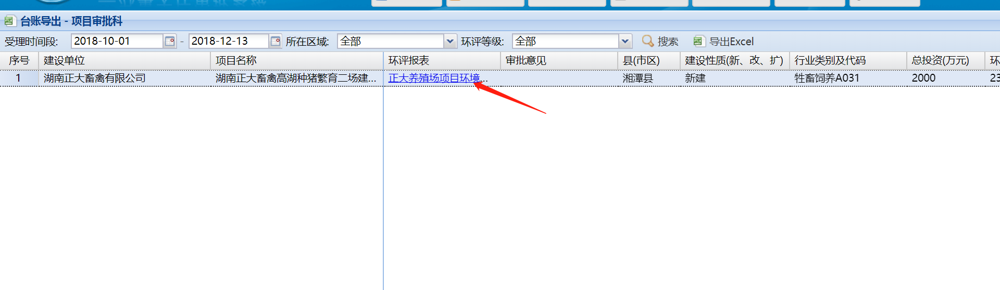 台账导出 - 项目审批科
受理时间段: 2018-10-01 - 2018-12-13 所在区域: 全部 环评等级: 全部 搜索 导出Excel
序号 建设单位 项目名称 环评报表 审批意见 县(市区) 建设性质(新、改、扩) 行业类别及代码 总投资(万元) 环
1 湖南正大畜禽有限公司 湖南正大畜禽高湖种猪繁育二场建... 正大养殖场项目环境... 湘潭县 新建 牲畜饲养A031 2000 23